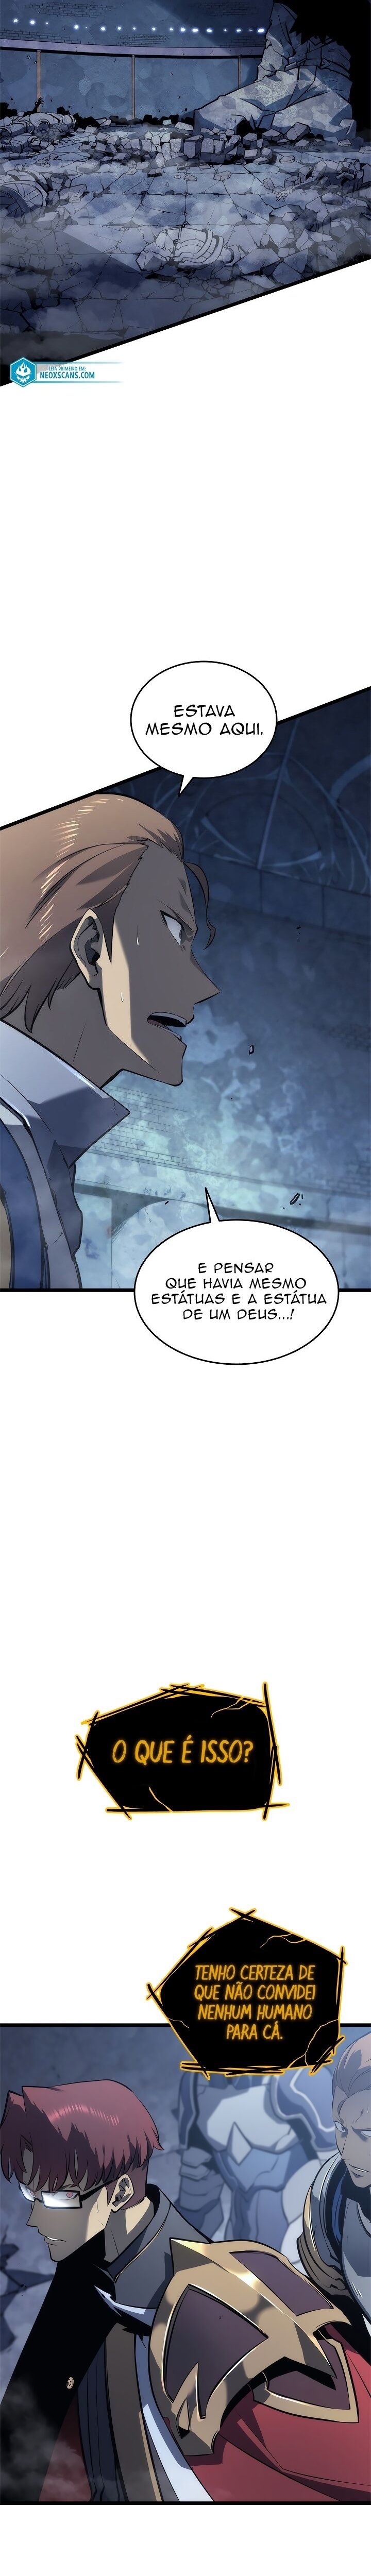 LEIA PRIMEIRO EM:
NEOXSCANS.COM
ESTAVA
MESMO AQUI.
E PENSAR
QUE HAVIA MESMO
ESTÁTUAS E A ESTÁTUA
DE UM DEUS...!
O QUE É ISSO?
TENHO CERTEZA DE
QUE NÃO CONVIDEI
NENHUM HUMANO
PARA CÁ.